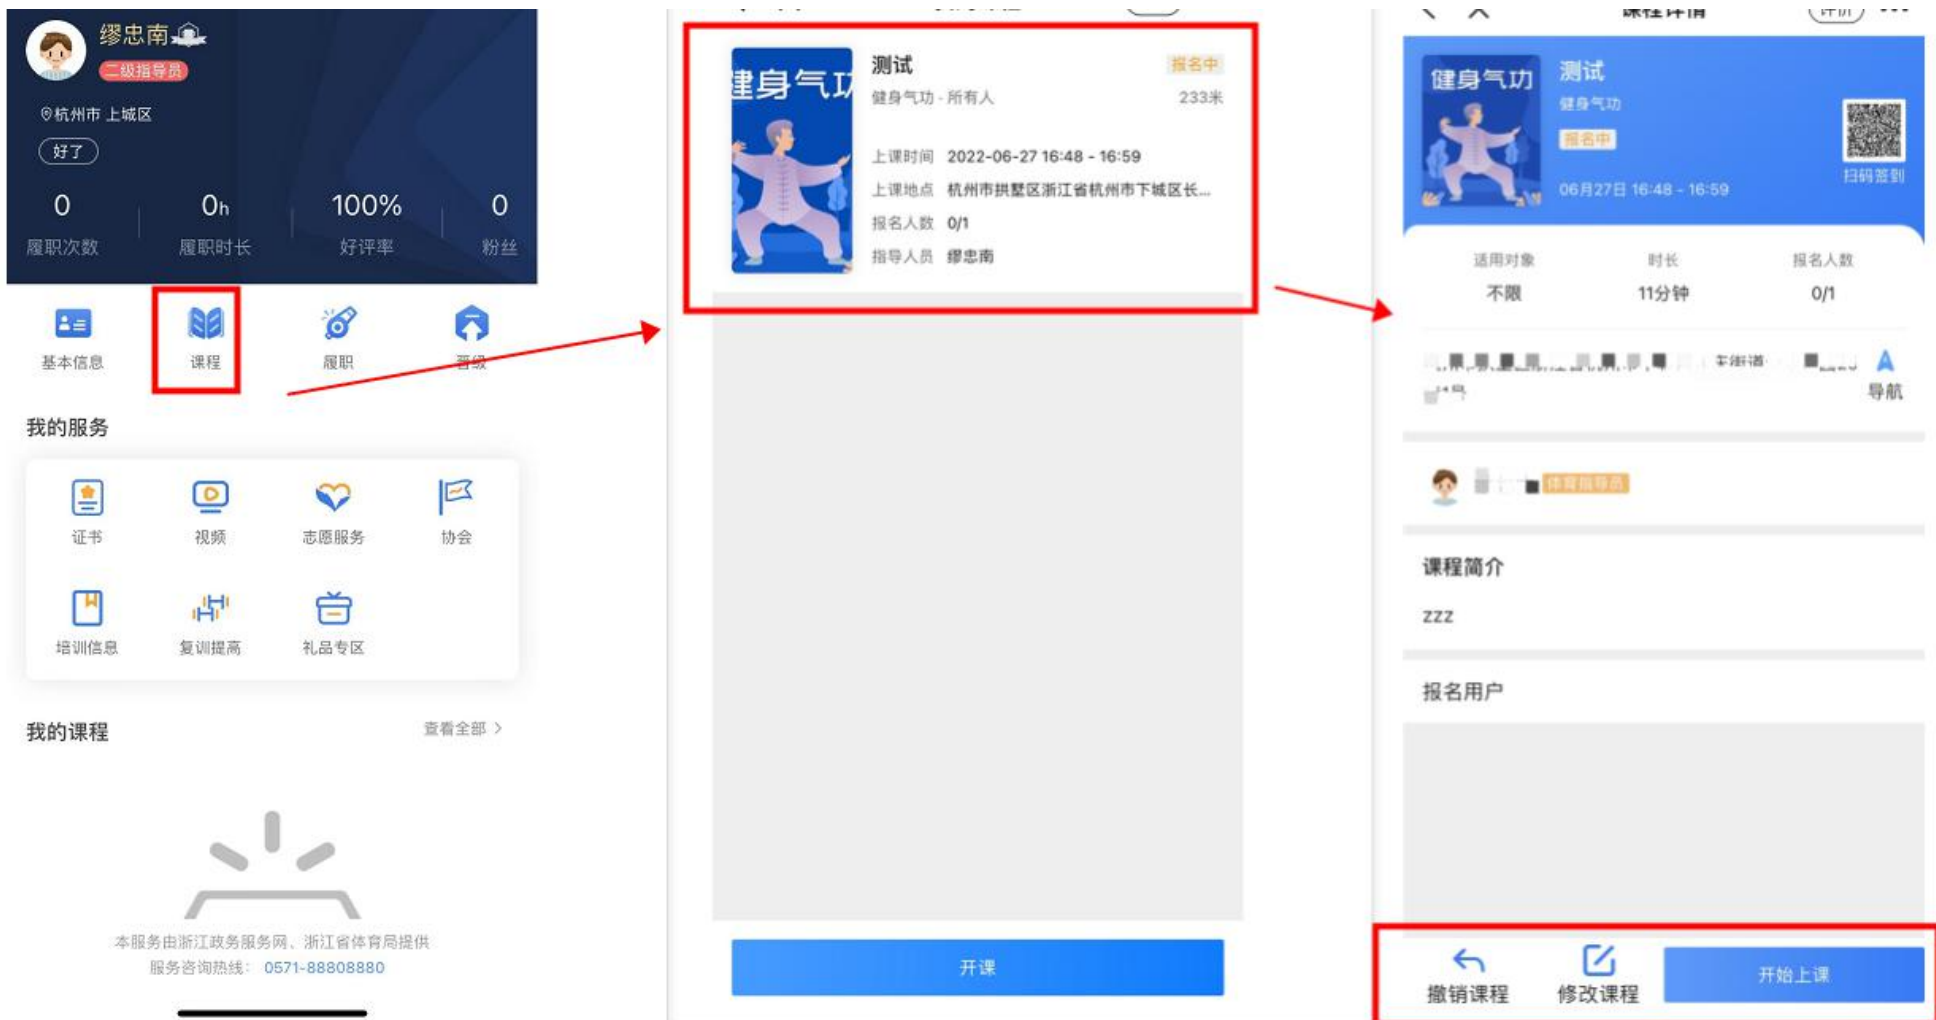 缪忠南
二级指导员
杭州市 上城区
好了
0
0h
100%
0
履职次数
履职时长
好评率
粉丝
基本信息
课程
履职
晋级
我的服务
证书
视频
志愿服务
协会
培训信息
复训提高
礼品专区
我的课程
查看全部
本服务由浙江政务服务网、浙江省体育局提供
服务咨询热线： 0571-88808880
健身气功
测试
报名中
健身气功 - 所有人
233米
上课时间 2022-06-27 16:48 - 16:59
上课地点 杭州市拱墅区浙江省杭州市下城区长...
报名人数 0/1
指导人员 缪忠南
开课
课程详情
评价
健身气功
测试
健身气功
报名中
06月27日 16:48 - 16:59
扫码签到
适用对象
时长
报名人数
不限
11分钟
0/1
街道
导航
体育指导员
课程简介
zzz
报名用户
撤销课程
修改课程
开始上课